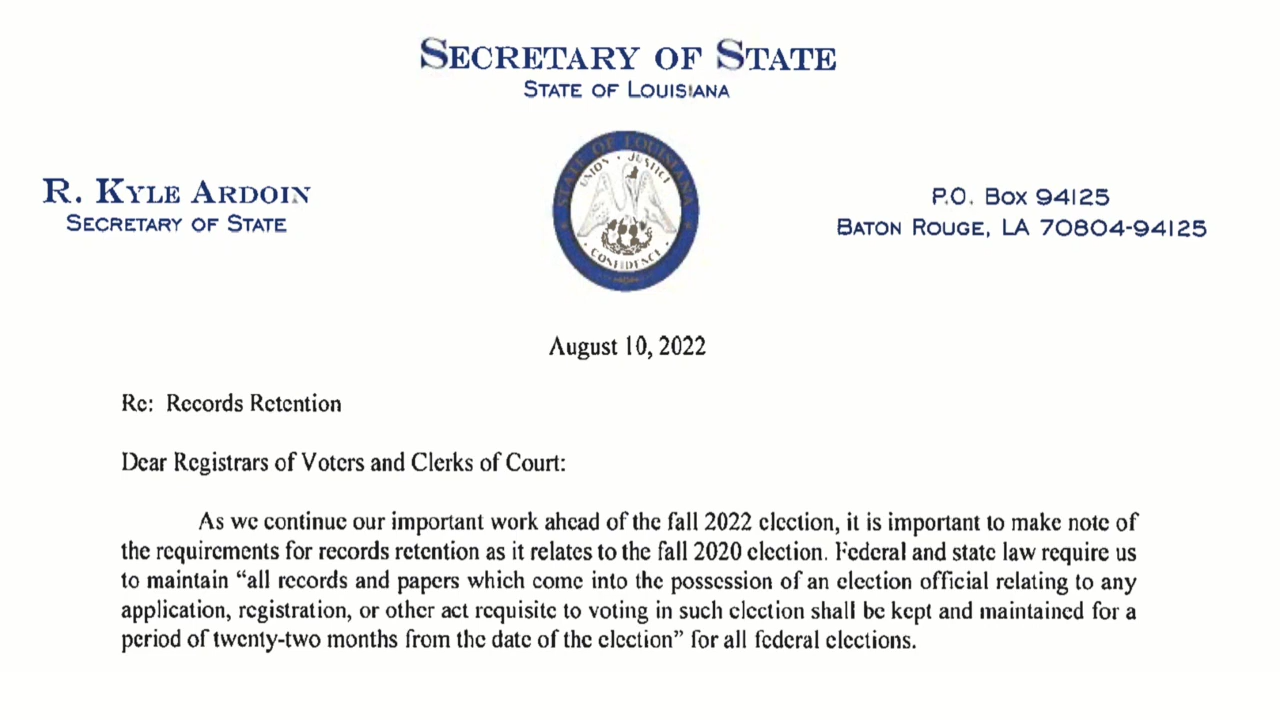 SECRETARY OF STATE
STATE OF LOUISIANA
R. KYLE ARDOIN
SECRETARY OF STATE
STATE OF LOUISIANA
UNION · JUSTICE
CONFIDENCE
P.O. BOX 94125
BATON ROUGE, LA 70804-94125
August 10, 2022
Re: Records Retention
Dear Registrars of Voters and Clerks of Court:
As we continue our important work ahead of the fall 2022 election, it is important to make note of
the requirements for records retention as it relates to the fall 2020 election. Federal and state law require us
to maintain “all records and papers which come into the possession of an election official relating to any
application, registration, or other act requisite to voting in such election shall be kept and maintained for a
period of twenty-two months from the date of the election” for all federal elections.